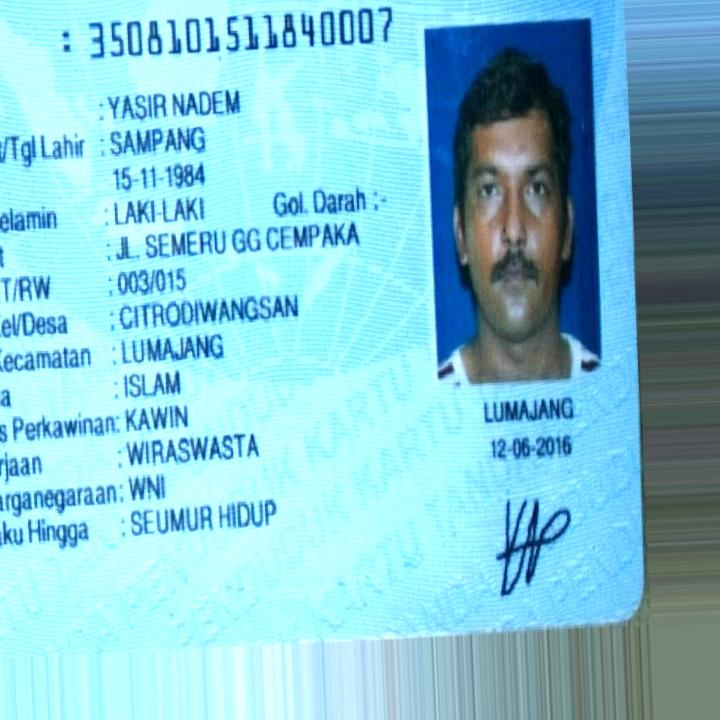 : 3508101511840007
: YASIR NADEM
/Tgl Lahir : SAMPANG
15-11-1984
elamin : LAKI-LAKI Gol. Darah :-
t : JL. SEMERU GG CEMPAKA
T/RW : 003/015
el/Desa : CITRODIWANGSAN
Kecamatan : LUMAJANG
a : ISLAM
s Perkawinan: KAWIN
rjaan : WIRASWASTA
arganegaraan: WNI
aku Hingga : SEUMUR HIDUP
LUMAJANG
12-06-2016